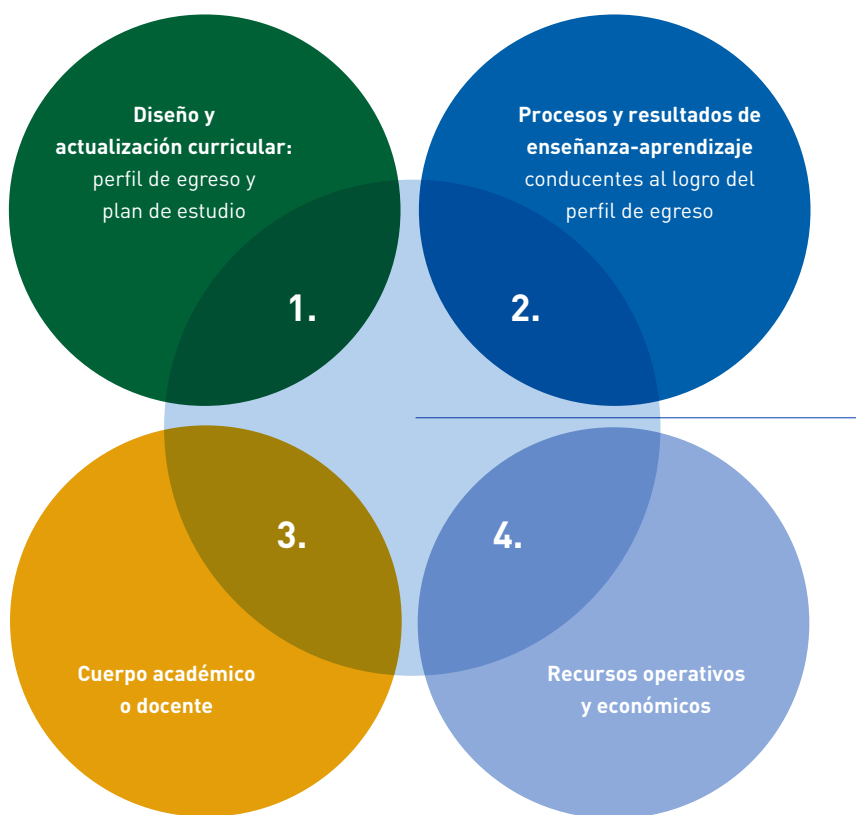 Diseño y
actualización curricular:
perfil de egreso y
plan de estudio
1.
Procesos y resultados de
enseñanza-aprendizaje
conducentes al logro del
perfil de egreso
2.
3.
Cuerpo académico
o docente
4.
Recursos operativos
y económicos